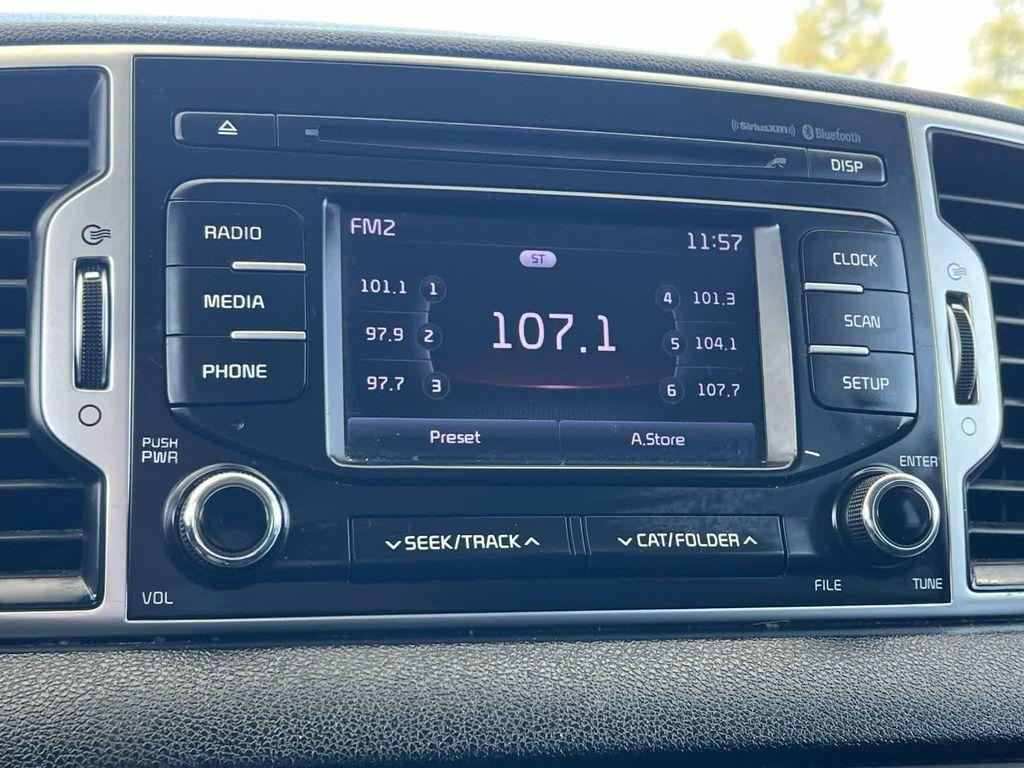 ((SiriusXM)) Bluetooth
DISP
RADIO
MEDIA
PHONE
FM2
11:57
ST
101.1 1
97.9 2
97.7 3
107.1
4 101.3
5 104.1
6 107.7
Preset
A.Store
CLOCK
SCAN
SETUP
PUSH
PWR
VOL
SEEK/TRACK
CAT/FOLDER
ENTER
FILE
TUNE